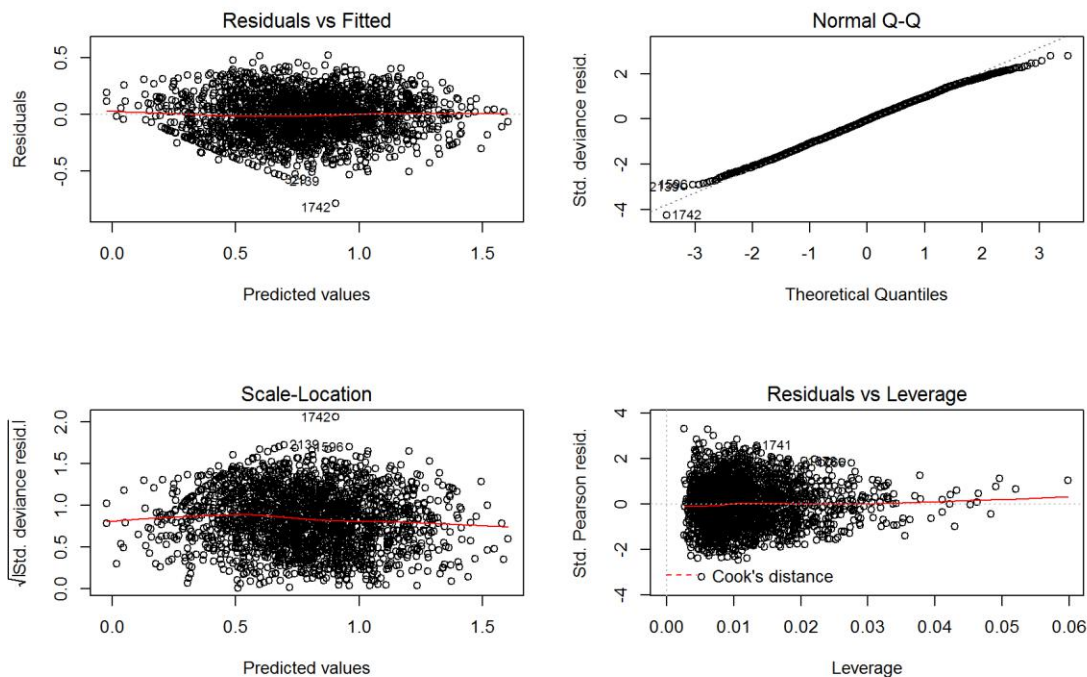 Residuals vs Fitted
Residuals
0.5
0.0
-0.5
2139
1742
0.0 0.5 1.0 1.5
Predicted values
Normal Q-Q
Std. deviance resid.
2
0
-2
-4
1742
-3 -2 -1 0 1 2 3
Theoretical Quantiles
Scale-Location
√|Std. deviance resid.|
2.0
1.5
1.0
0.5
0.0
1742
2139 1596
0.0 0.5 1.0 1.5
Predicted values
Residuals vs Leverage
Std. Pearson resid.
4
2
0
-2
-4
1741
Cook's distance
0.00 0.01 0.02 0.03 0.04 0.05 0.06
Leverage